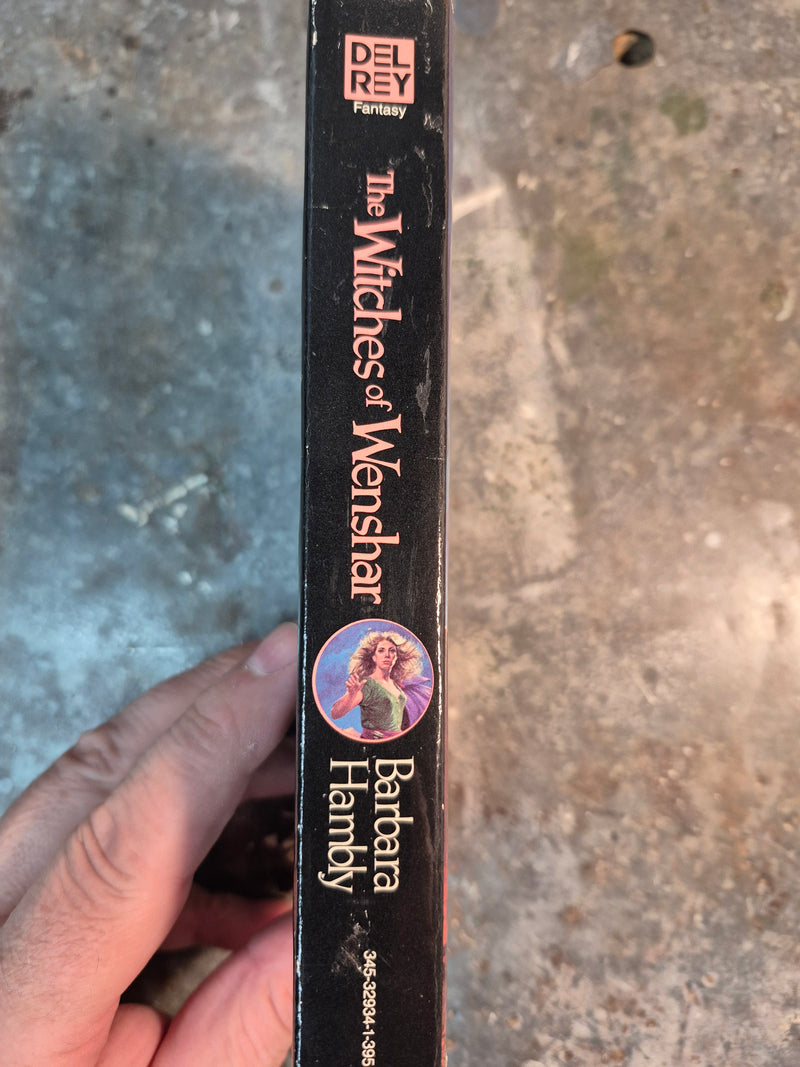 DEL
REY
Fantasy
The Witches of Wenshar
Barbara
Hambly
345-32934-1-395